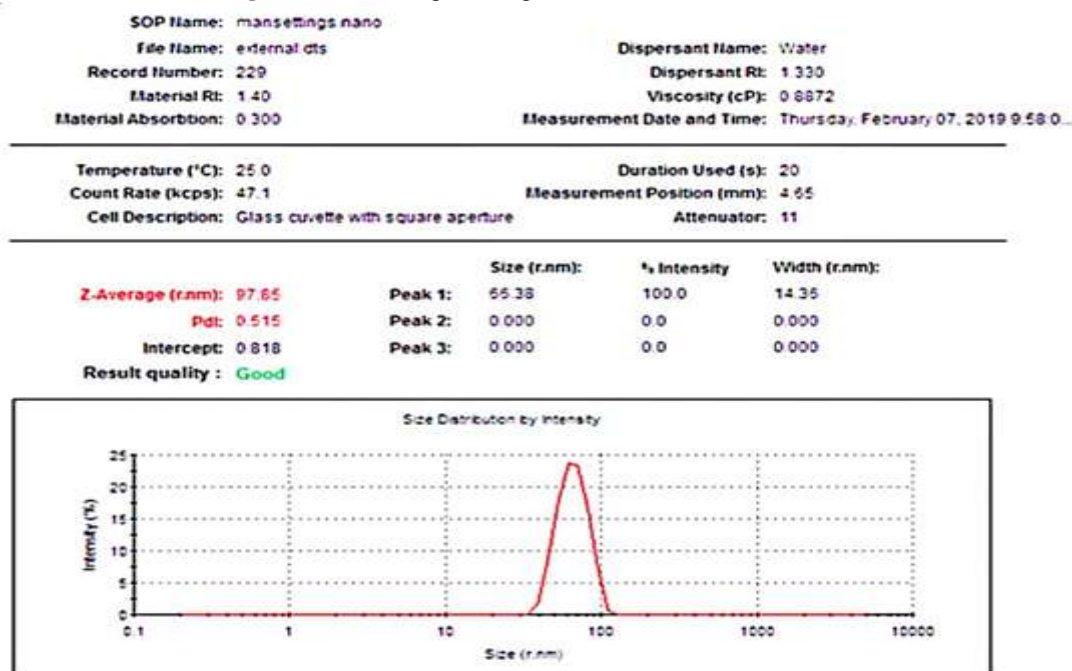 SOP Name: mansettings.nano
File Name: external.dts Dispersant Name: Water
Record Number: 229 Dispersant RI: 1.330
Material RI: 1.40 Viscosity (cP): 0.8872
Material Absorbtion: 0.300 Measurement Date and Time: Thursday, February 07, 2019 9:58:0...
Temperature (°C): 25.0 Duration Used (s): 20
Count Rate (kcps): 47.1 Measurement Position (mm): 4.65
Cell Description: Glass cuvette with square aperture Attenuator: 11
Size (r.nm): % Intensity Width (r.nm):
Z-Average (r.nm): 97.65 Peak 1: 66.38 100.0 14.35
PdI: 0.515 Peak 2: 0.000 0.0 0.000
Intercept: 0.818 Peak 3: 0.000 0.0 0.000
Result quality : Good
Size Distribution by Intensity
25
20
15
10
5
0
Intensity (%)
0.1 1 10 100 1000 10000
Size (r.nm)